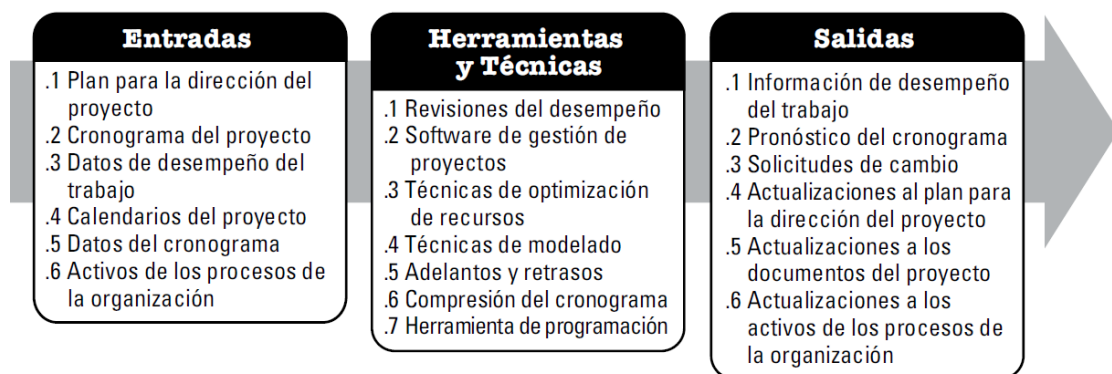 Entradas
.1 Plan para la dirección del
proyecto
.2 Cronograma del proyecto
.3 Datos de desempeño del
trabajo
.4 Calendarios del proyecto
.5 Datos del cronograma
.6 Activos de los procesos de
la organización
Herramientas
y Técnicas
.1 Revisiones del desempeño
.2 Software de gestión de
proyectos
.3 Técnicas de optimización
de recursos
.4 Técnicas de modelado
.5 Adelantos y retrasos
.6 Compresión del cronograma
.7 Herramienta de programación
Salidas
.1 Información de desempeño
del trabajo
.2 Pronóstico del cronograma
.3 Solicitudes de cambio
.4 Actualizaciones al plan para
la dirección del proyecto
.5 Actualizaciones a los
documentos del proyecto
.6 Actualizaciones a los
activos de los procesos de
la organización